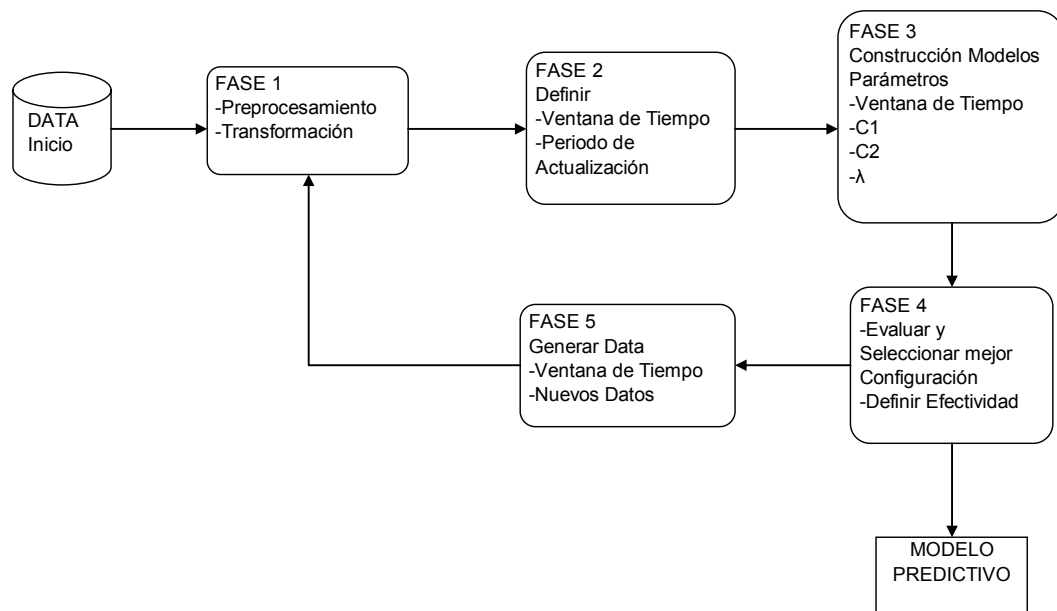 DATA
Inicio
FASE 1
-Preprocesamiento
-Transformación
FASE 2
Definir
-Ventana de Tiempo
-Periodo de
Actualización
FASE 3
Construcción Modelos
Parámetros
-Ventana de Tiempo
-C1
-C2
-λ
FASE 4
-Evaluar y
Seleccionar mejor
Configuración
-Definir Efectividad
FASE 5
Generar Data
-Ventana de Tiempo
-Nuevos Datos
MODELO
PREDICTIVO